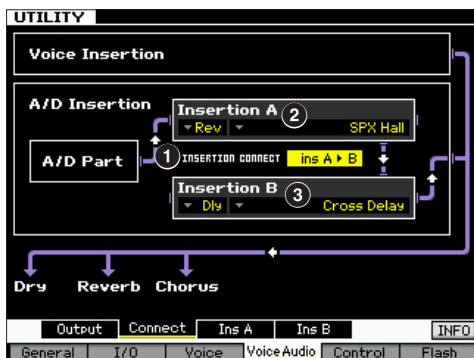 UTILITY
Voice Insertion
A/D Insertion
Insertion A
2
Rev
SPX Hall
A/D Part
1
INSERTION CONNECT
ins A ▸ B
Insertion B
3
Dly
Cross Delay
Dry Reverb Chorus
Output Connect Ins A Ins B INFO
General I/O Voice Voice Audio Control Flash